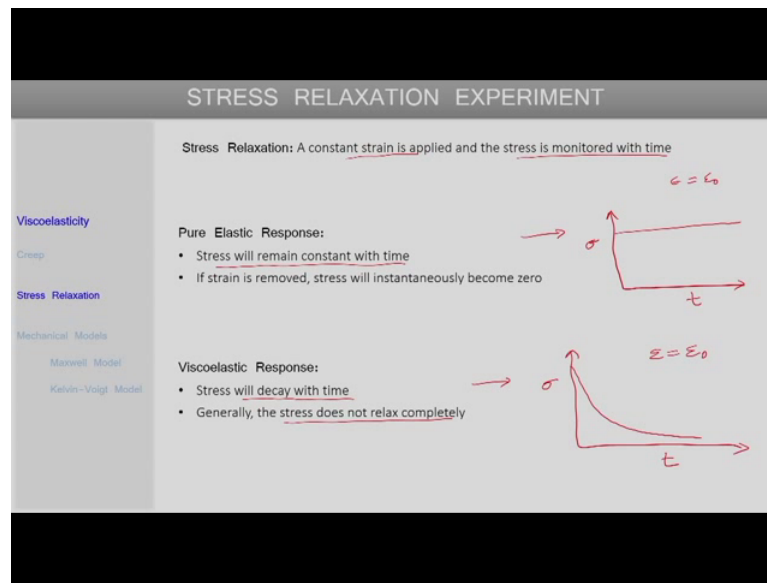 STRESS RELAXATION EXPERIMENT
Stress Relaxation: A constant strain is applied and the stress is monitored with time
Viscoelasticity
Creep
Stress Relaxation
Mechanical Models
Maxwell Model
Kelvin-Voigt Model
Pure Elastic Response:
• Stress will remain constant with time
• If strain is removed, stress will instantaneously become zero
ε = ε₀
σ
t
Viscoelastic Response:
• Stress will decay with time
• Generally, the stress does not relax completely
ε = ε₀
σ
t